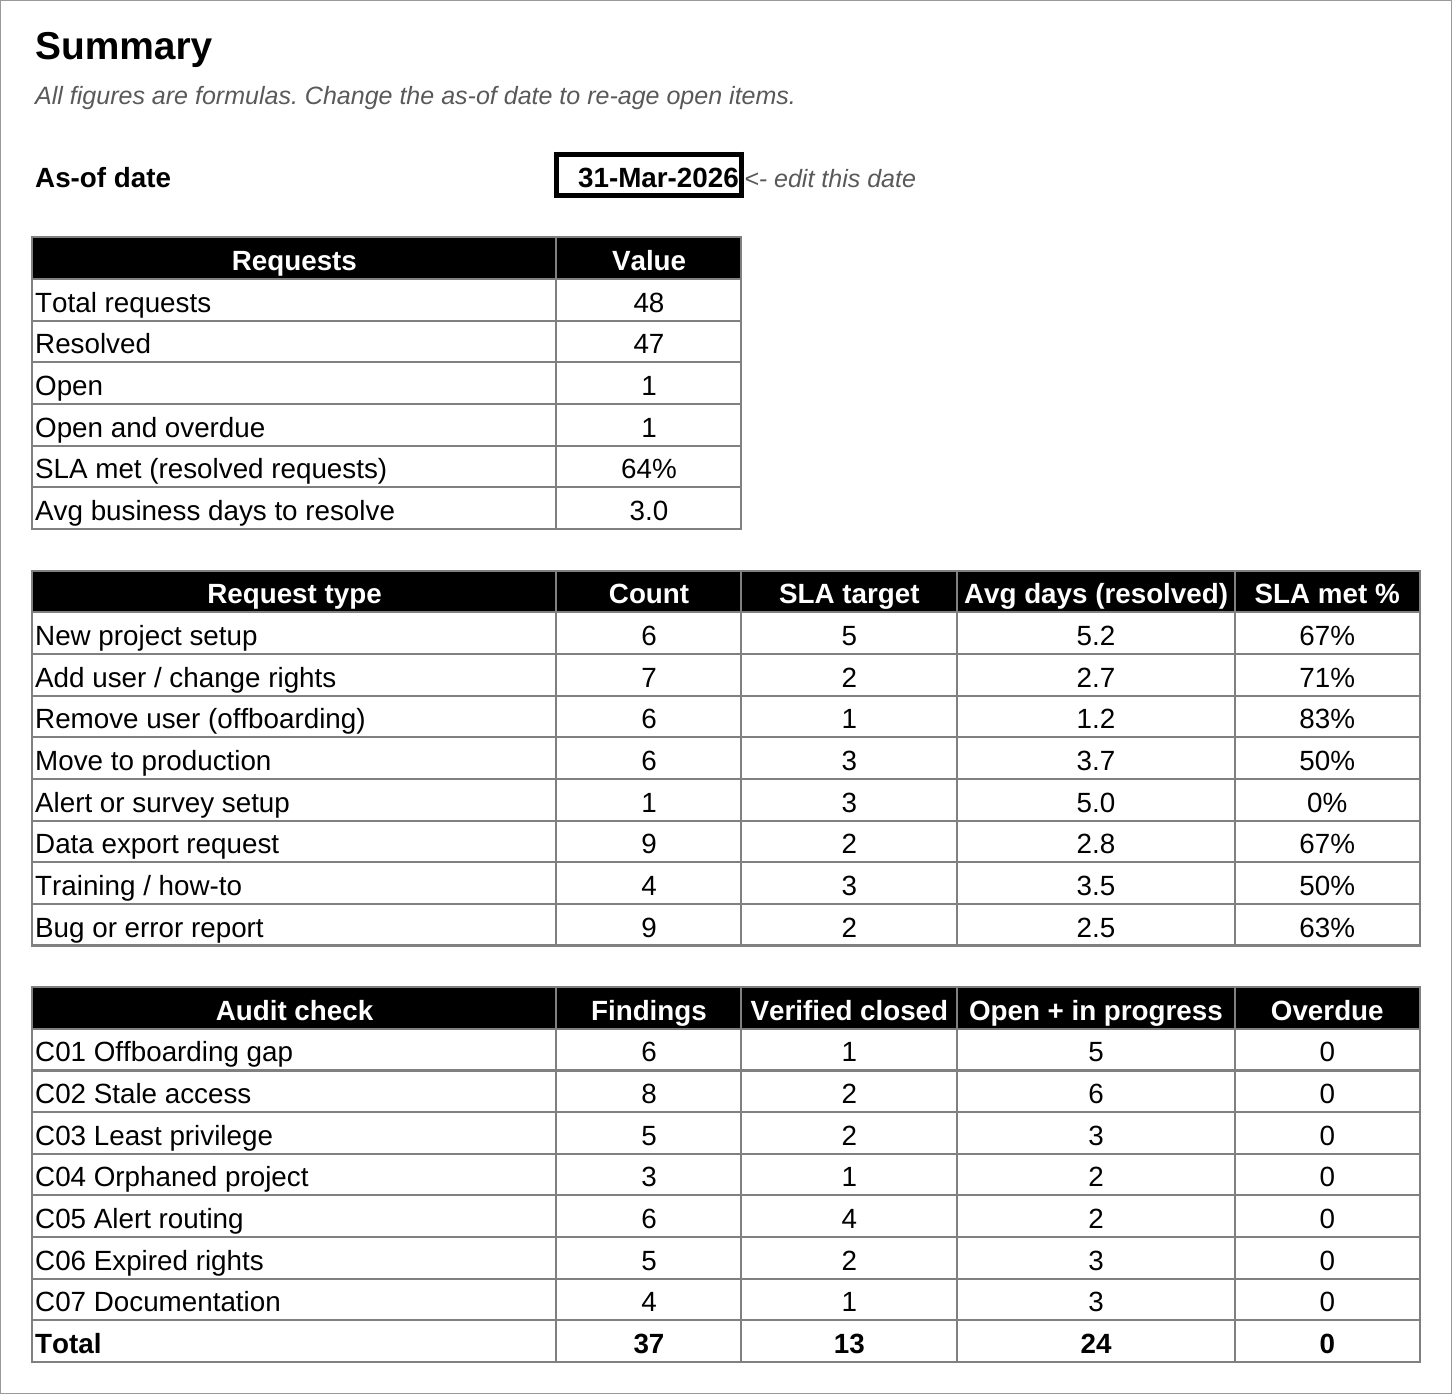 Summary
All figures are formulas. Change the as-of date to re-age open items.
As-of date 31-Mar-2026 <- edit this date
Requests Value
Total requests 48
Resolved 47
Open 1
Open and overdue 1
SLA met (resolved requests) 64%
Avg business days to resolve 3.0
Request type Count SLA target Avg days (resolved) SLA met %
New project setup 6 5 5.2 67%
Add user / change rights 7 2 2.7 71%
Remove user (offboarding) 6 1 1.2 83%
Move to production 6 3 3.7 50%
Alert or survey setup 1 3 5.0 0%
Data export request 9 2 2.8 67%
Training / how-to 4 3 3.5 50%
Bug or error report 9 2 2.5 63%
Audit check Findings Verified closed Open + in progress Overdue
C01 Offboarding gap 6 1 5 0
C02 Stale access 8 2 6 0
C03 Least privilege 5 2 3 0
C04 Orphaned project 3 1 2 0
C05 Alert routing 6 4 2 0
C06 Expired rights 5 2 3 0
C07 Documentation 4 1 3 0
Total 37 13 24 0